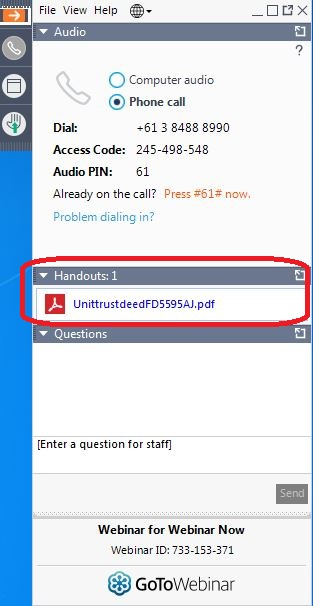 File View Help
Audio
?
Computer audio
Phone call
Dial: +61 3 8488 8990
Access Code: 245-498-548
Audio PIN: 61
Already on the call? Press #61# now.
Problem dialing in?
Handouts: 1
UnittrustdeedFD5595AJ.pdf
Questions
[Enter a question for staff]
Send
Webinar for Webinar Now
Webinar ID: 733-153-371
GoToWebinar